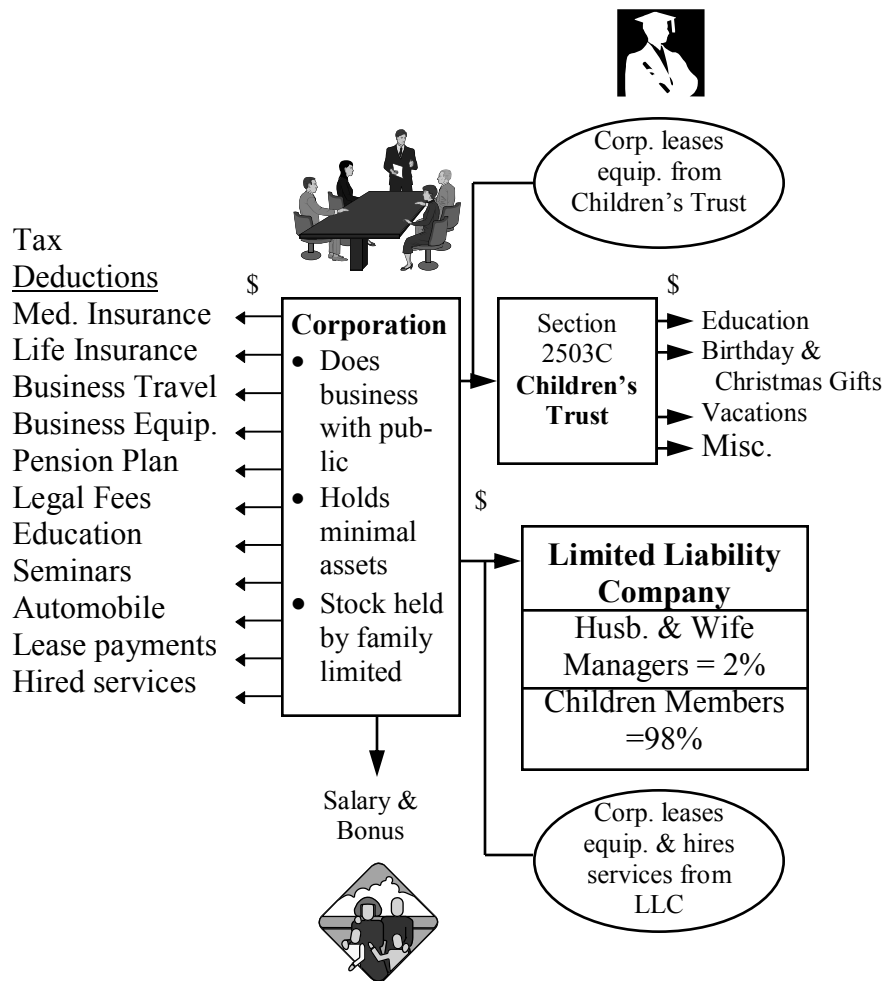 Corp. leases
equip. from
Children's Trust
Tax
Deductions
Med. Insurance
Life Insurance
Business Travel
Business Equip.
Pension Plan
Legal Fees
Education
Seminars
Automobile
Lease payments
Hired services
$
Corporation
• Does
business
with pub-
lic
• Holds
minimal
assets
• Stock held
by family
limited
Salary &
Bonus
Section
2503C
Children's
Trust
$
Education
Birthday &
Christmas Gifts
Vacations
Misc.
$
Limited Liability
Company
Husb. & Wife
Managers = 2%
Children Members
=98%
Corp. leases
equip. & hires
services from
LLC